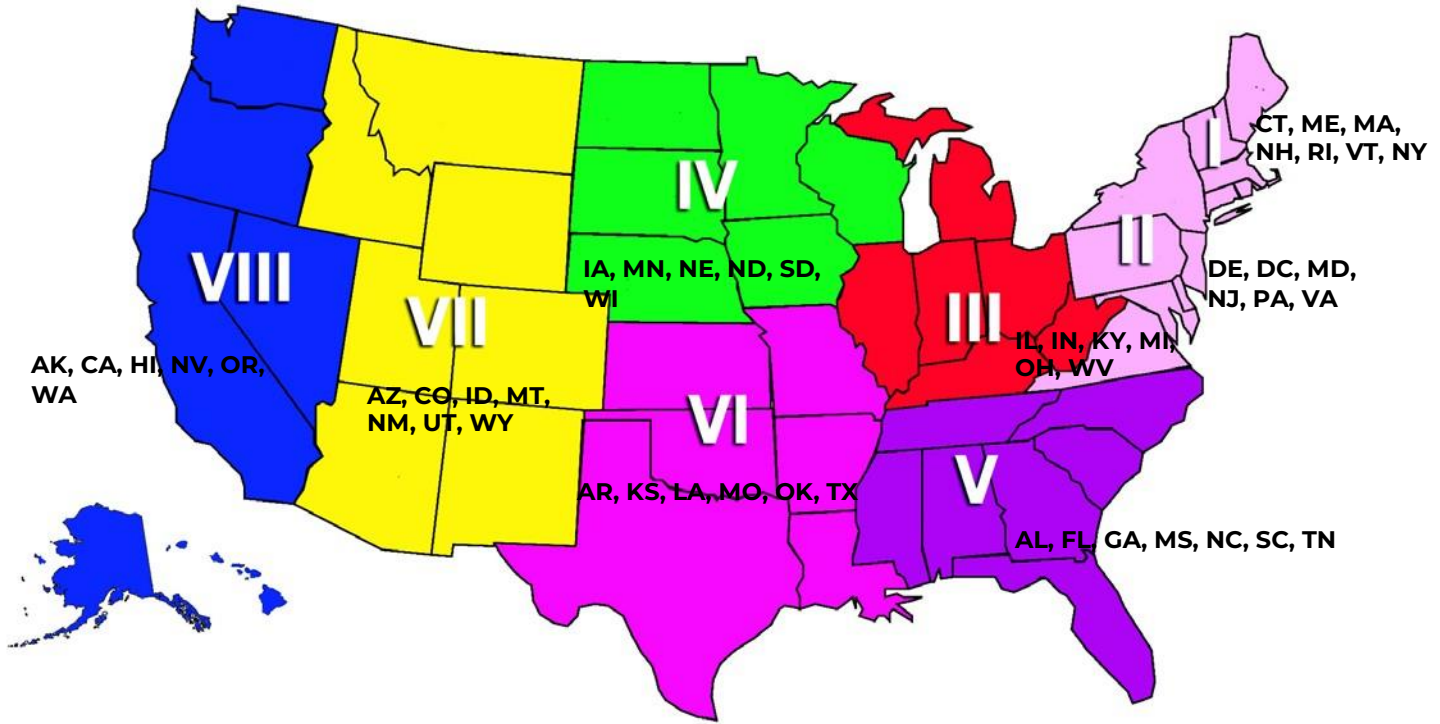 I
CT, ME, MA,
NH, RI, VT, NY
IV
II
VIII
IA, MN, NE, ND, SD,
WI
DE, DC, MD,
NJ, PA, VA
VII
III
IL, IN, KY, MI,
OH, WV
AK, CA, HI, NV, OR,
WA
AZ, CO, ID, MT,
NM, UT, WY
VI
V
AR, KS, LA, MO, OK, TX
AL, FL, GA, MS, NC, SC, TN